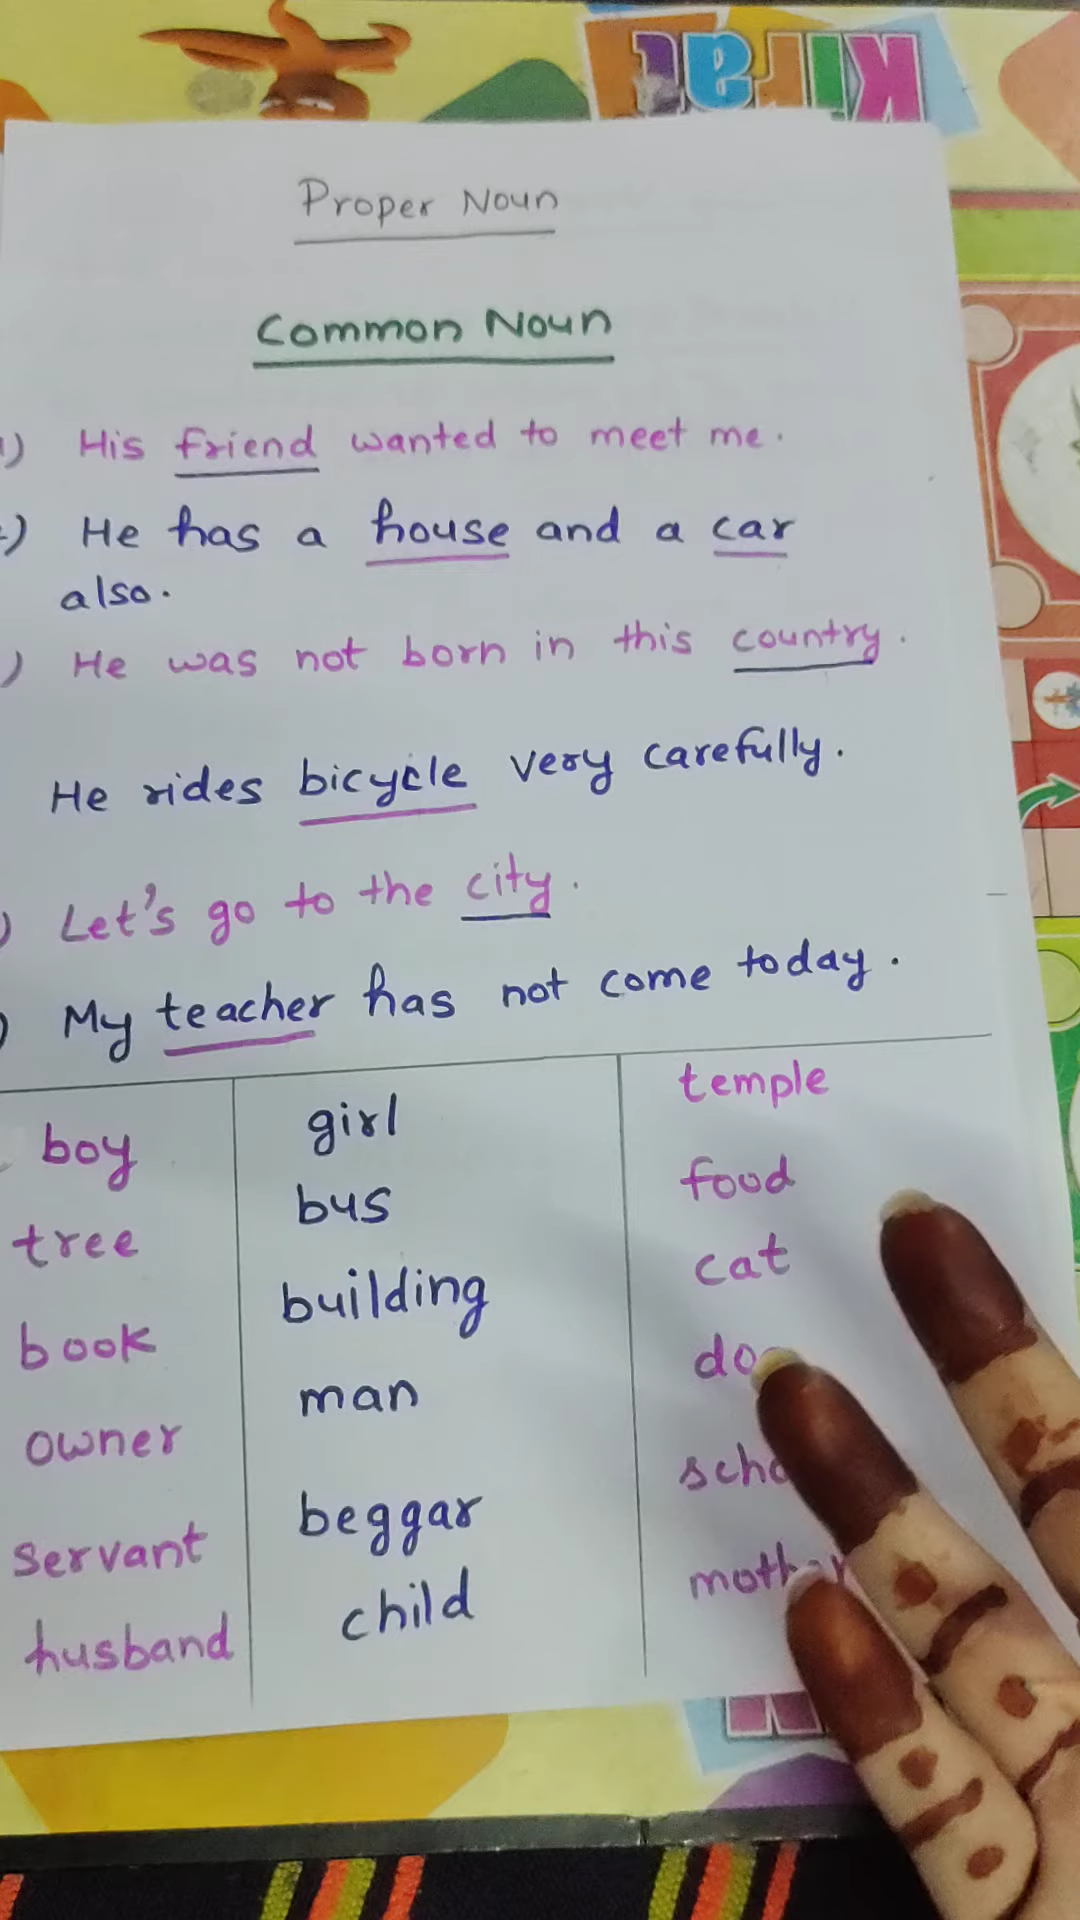 Proper Noun
Common Noun
1) His friend wanted to meet me.
) He has a house and a car
also.
) He was not born in this country.
He rides bicycle very carefully.
) Let's go to the city.
) My teacher has not come today.
boy girl temple
tree bus food
book building cat
owner man
servant beggar
husband child mother